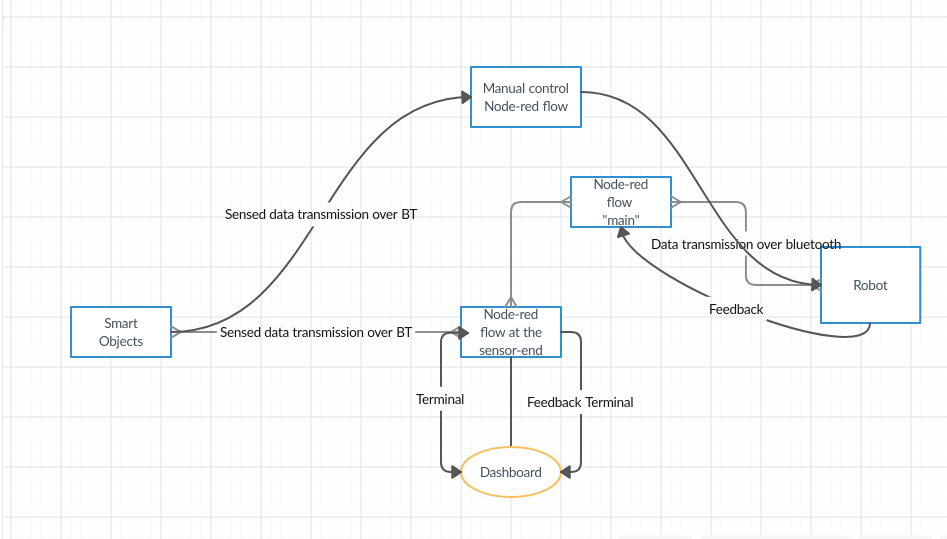 Manual control
Node-red flow
Node-red
flow
"main"
Sensed data transmission over BT
Data transmission over bluetooth
Robot
Feedback
Smart
Objects
Sensed data transmission over BT
Node-red
flow at the
sensor-end
Terminal
Feedback Terminal
Dashboard